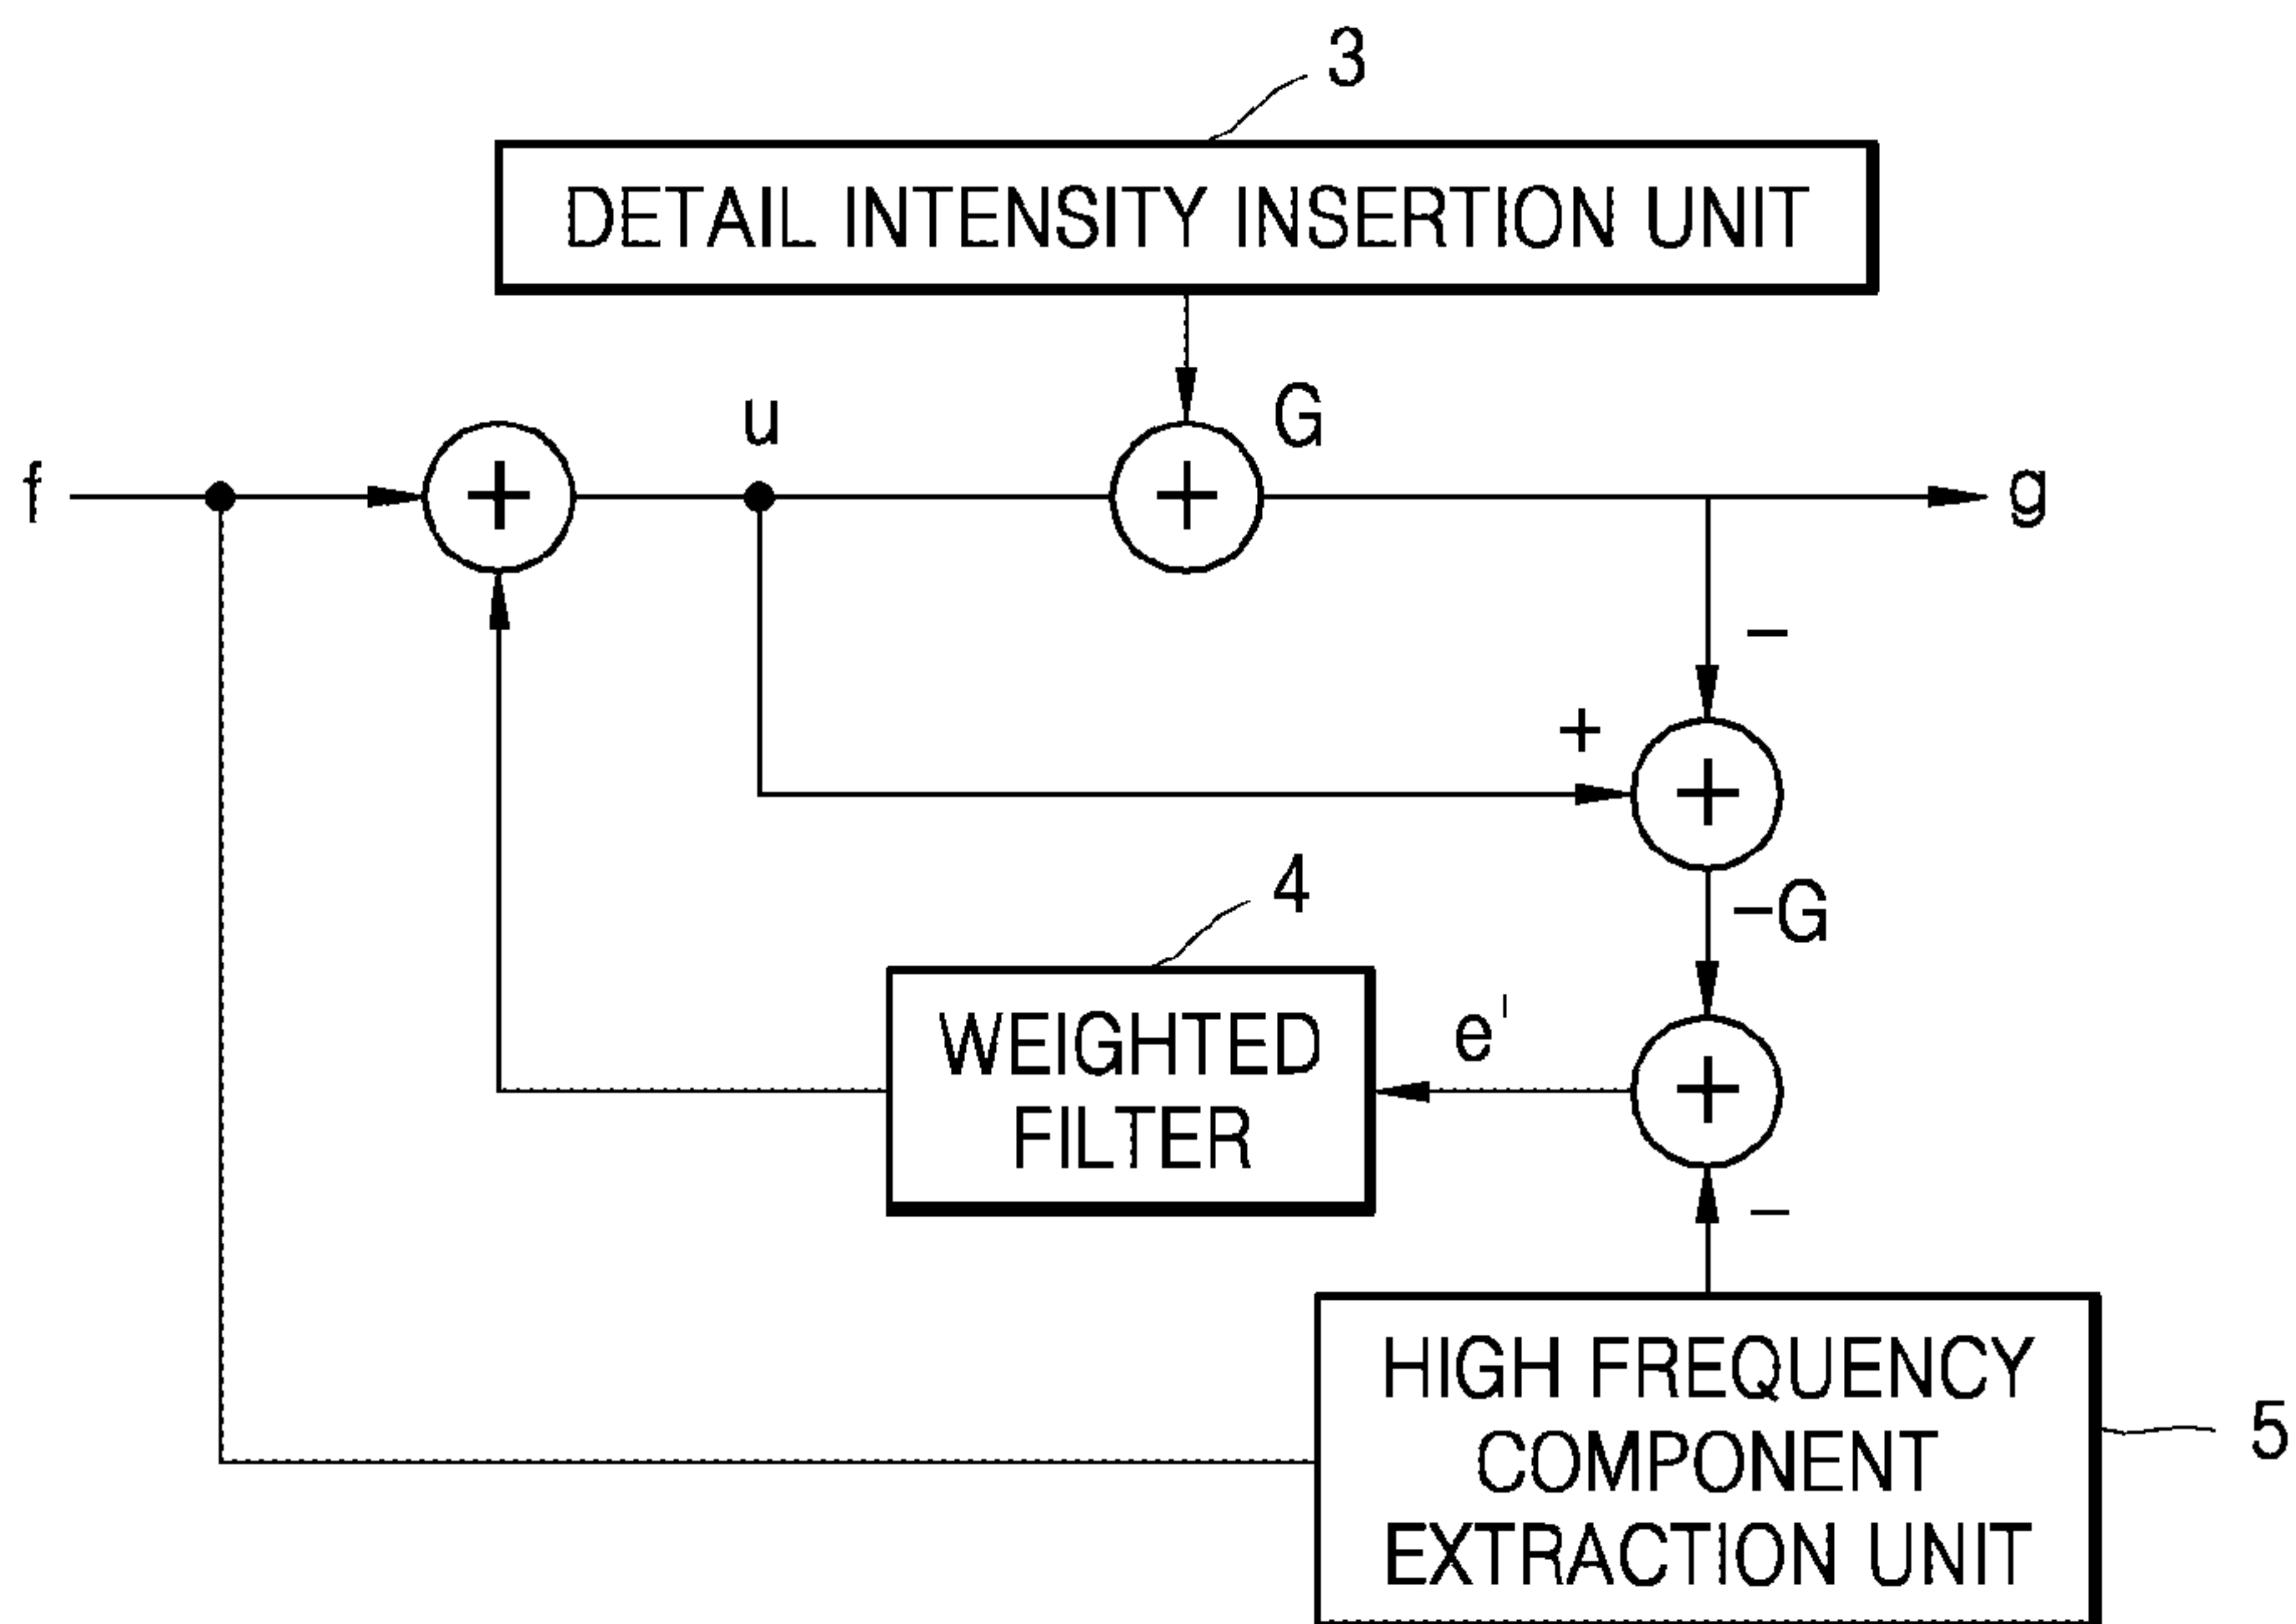 3
DETAIL INTENSITY INSERTION UNIT
f
+
u
+
G
g
−
+
+
−G
4
WEIGHTED
FILTER
e'
+
−
HIGH FREQUENCY
COMPONENT
EXTRACTION UNIT
5